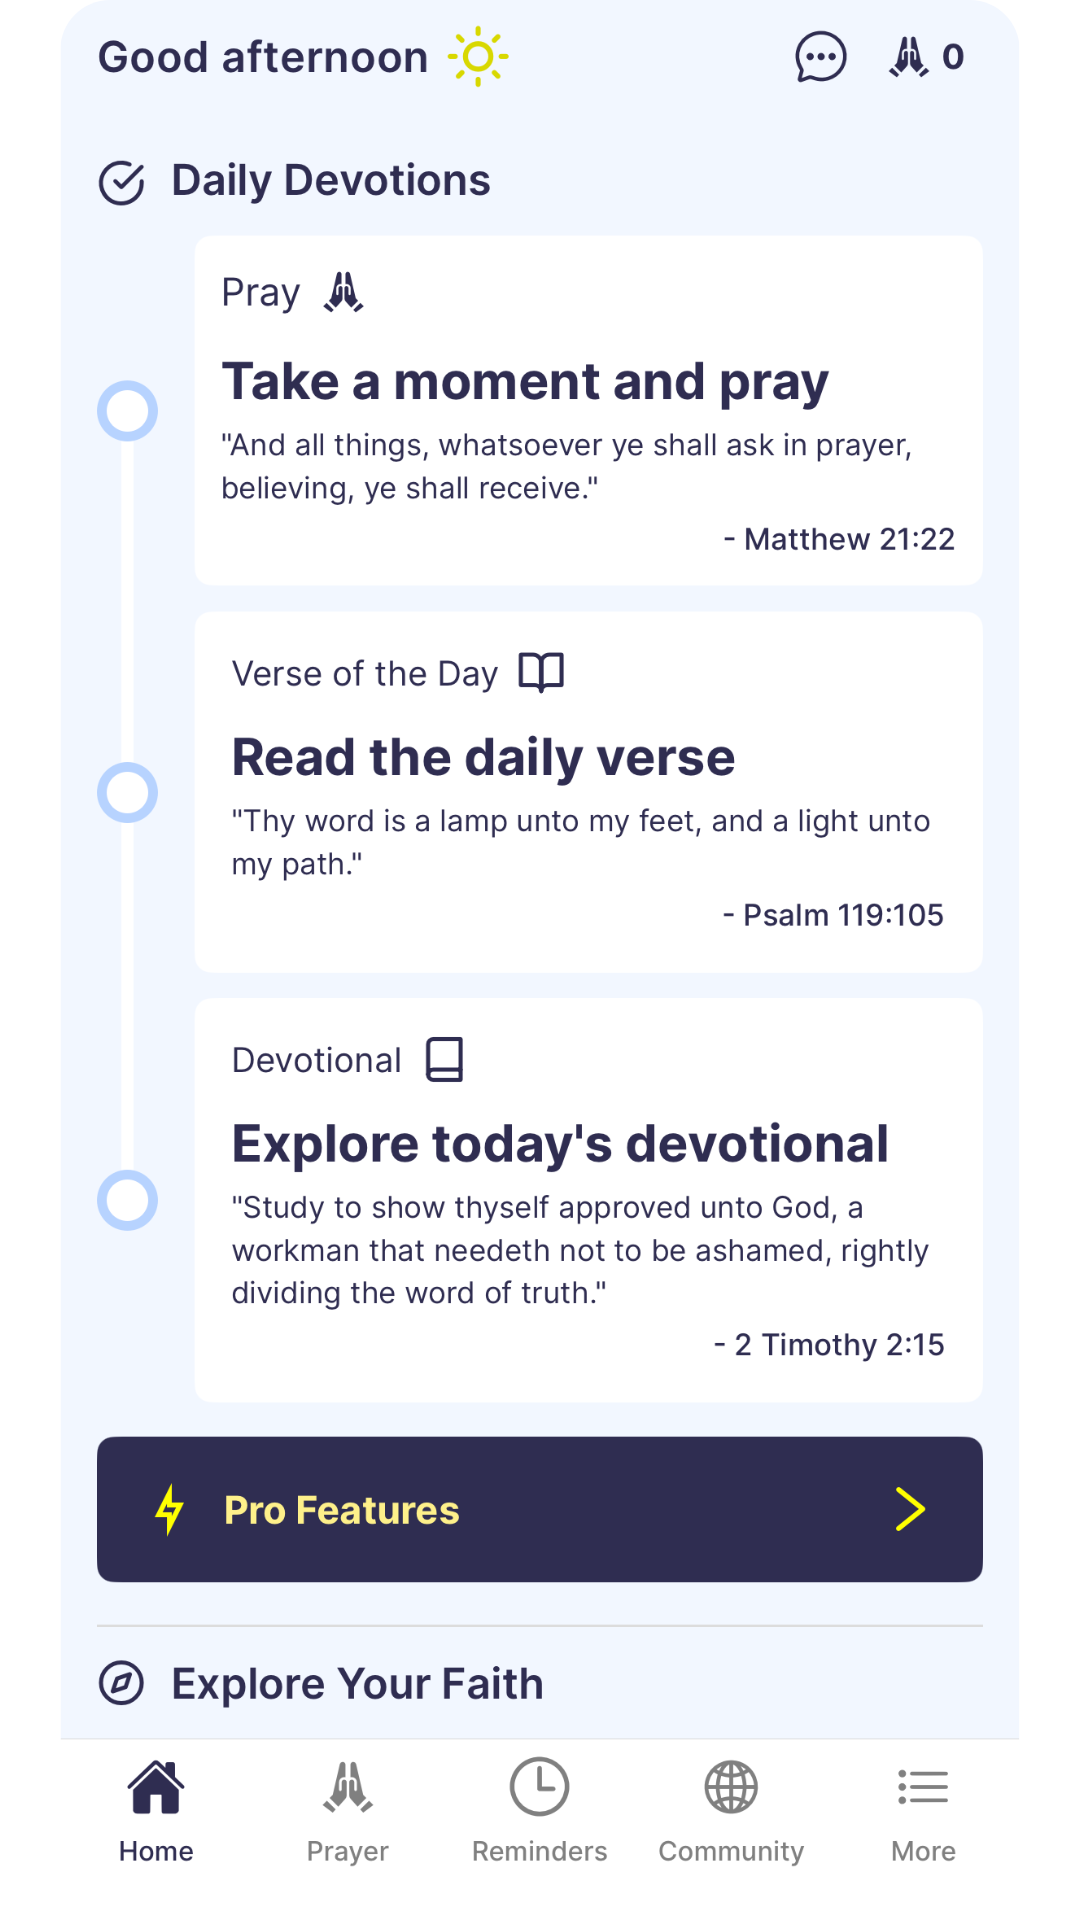 Good afternoon
0
Daily Devotions
Pray
Take a moment and pray
"And all things, whatsoever ye shall ask in prayer,
believing, ye shall receive."
- Matthew 21:22
Verse of the Day
Read the daily verse
"Thy word is a lamp unto my feet, and a light unto
my path."
- Psalm 119:105
Devotional
Explore today's devotional
"Study to show thyself approved unto God, a
workman that needeth not to be ashamed, rightly
dividing the word of truth."
- 2 Timothy 2:15
Pro Features
Explore Your Faith
Home
Prayer
Reminders
Community
More